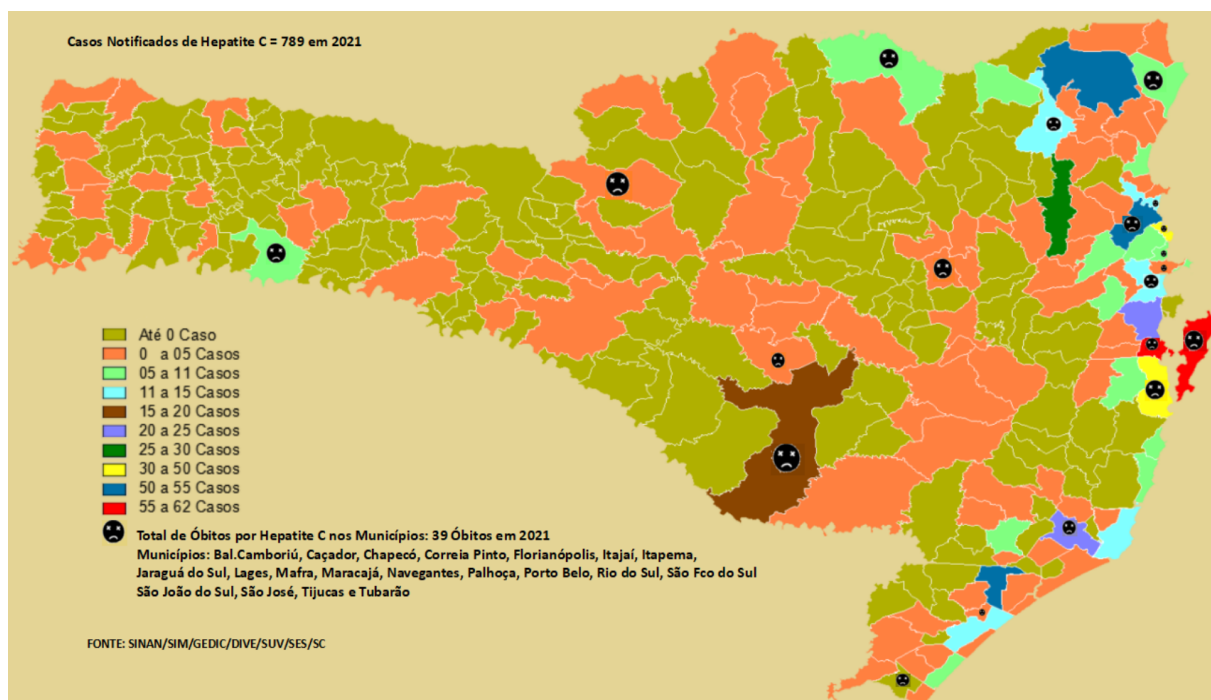 Casos Notificados de Hepatite C = 789 em 2021
Até 0 Caso
0 a 05 Casos
05 a 11 Casos
11 a 15 Casos
15 a 20 Casos
20 a 25 Casos
25 a 30 Casos
30 a 50 Casos
50 a 55 Casos
55 a 62 Casos
Total de Óbitos por Hepatite C nos Municípios: 39 Óbitos em 2021
Municípios: Bal.Camboriú, Caçador, Chapecó, Correia Pinto, Florianópolis, Itajaí, Itapema,
Jaraguá do Sul, Lages, Mafra, Maracajá, Navegantes, Palhoça, Porto Belo, Rio do Sul, São Fco do Sul
São João do Sul, São José, Tijucas e Tubarão
FONTE: SINAN/SIM/GEDIC/DIVE/SUV/SES/SC